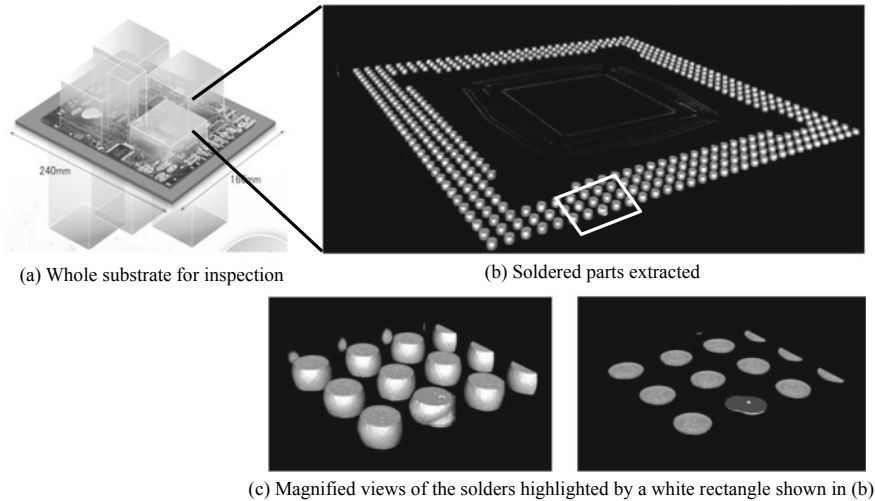 240mm
160mm
(a) Whole substrate for inspection
(b) Soldered parts extracted
(c) Magnified views of the solders highlighted by a white rectangle shown in (b)